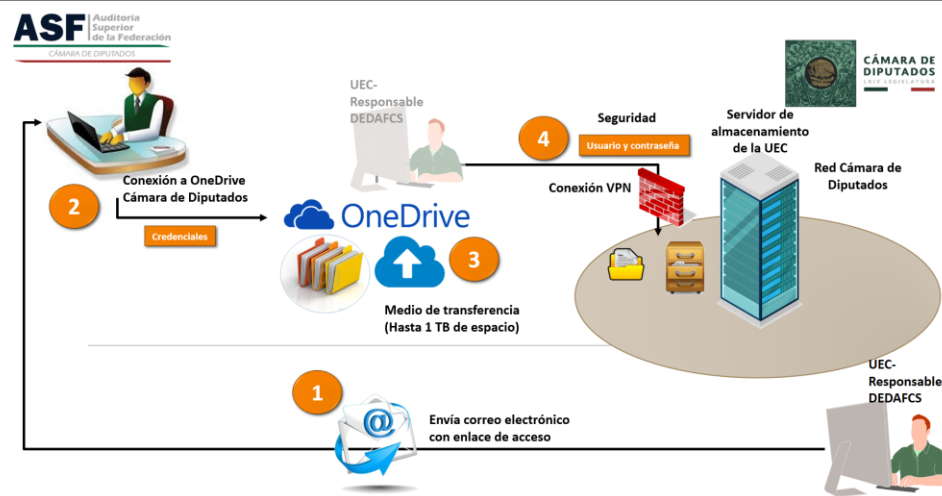 ASF
Auditoría
Superior
de la Federación
CÁMARA DE DIPUTADOS
CÁMARA DE
DIPUTADOS
LXIV LEGISLATURA
UEC-
Responsable
DEDAFCS
4
Seguridad
Usuario y contraseña
Servidor de
almacenamiento
de la UEC
Conexión VPN
Red Cámara de
Diputados
2
Conexión a OneDrive
Cámara de Diputados
Credenciales
OneDrive
3
Medio de transferencia
(Hasta 1 TB de espacio)
1
@
Envía correo electrónico
con enlace de acceso
UEC-
Responsable
DEDAFCS